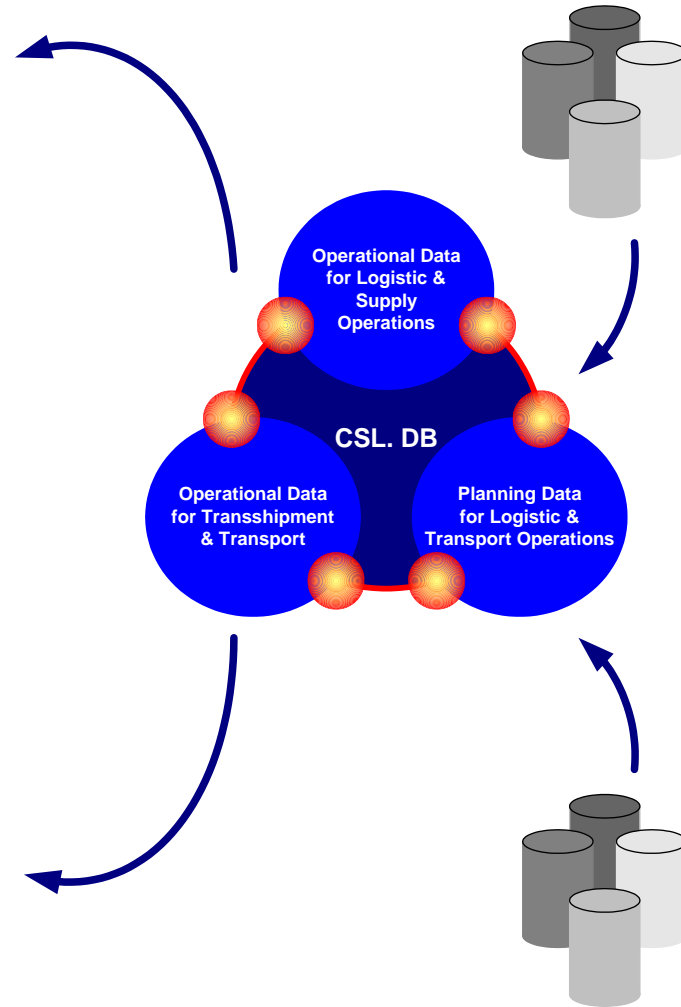 Operational Data
for Logistic &
Supply
Operations
CSL. DB
Operational Data
for Transshipment
& Transport
Planning Data
for Logistic &
Transport Operations